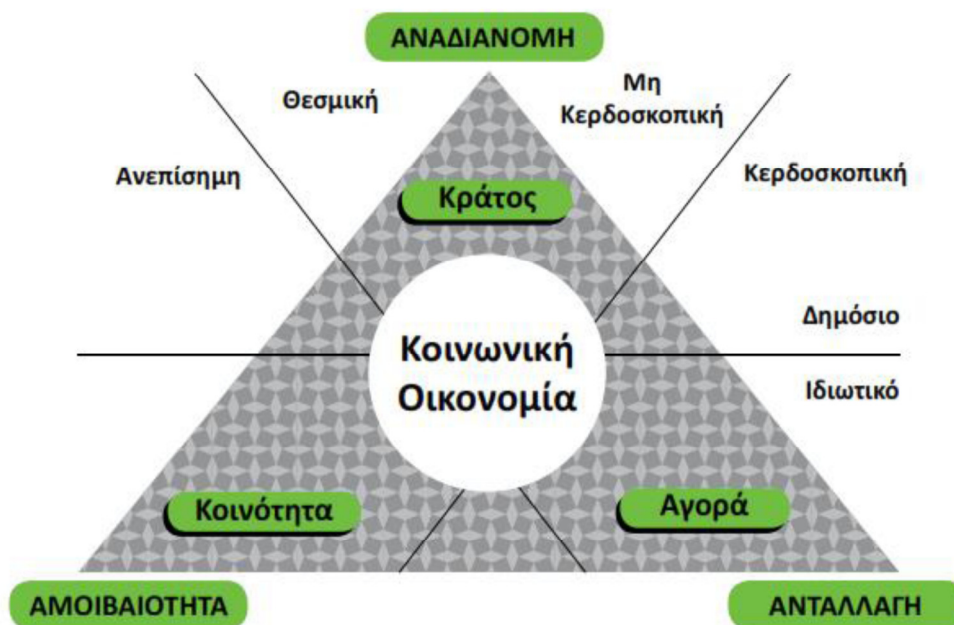 ΑΝΑΔΙΑΝΟΜΗ
Θεσμική
Μη
Κερδοσκοπική
Ανεπίσημη
Κερδοσκοπική
Κράτος
Δημόσιο
Κοινωνική
Οικονομία
Ιδιωτικό
Κοινότητα
Αγορά
ΑΜΟΙΒΑΙΟΤΗΤΑ
ΑΝΤΑΛΛΑΓΗ